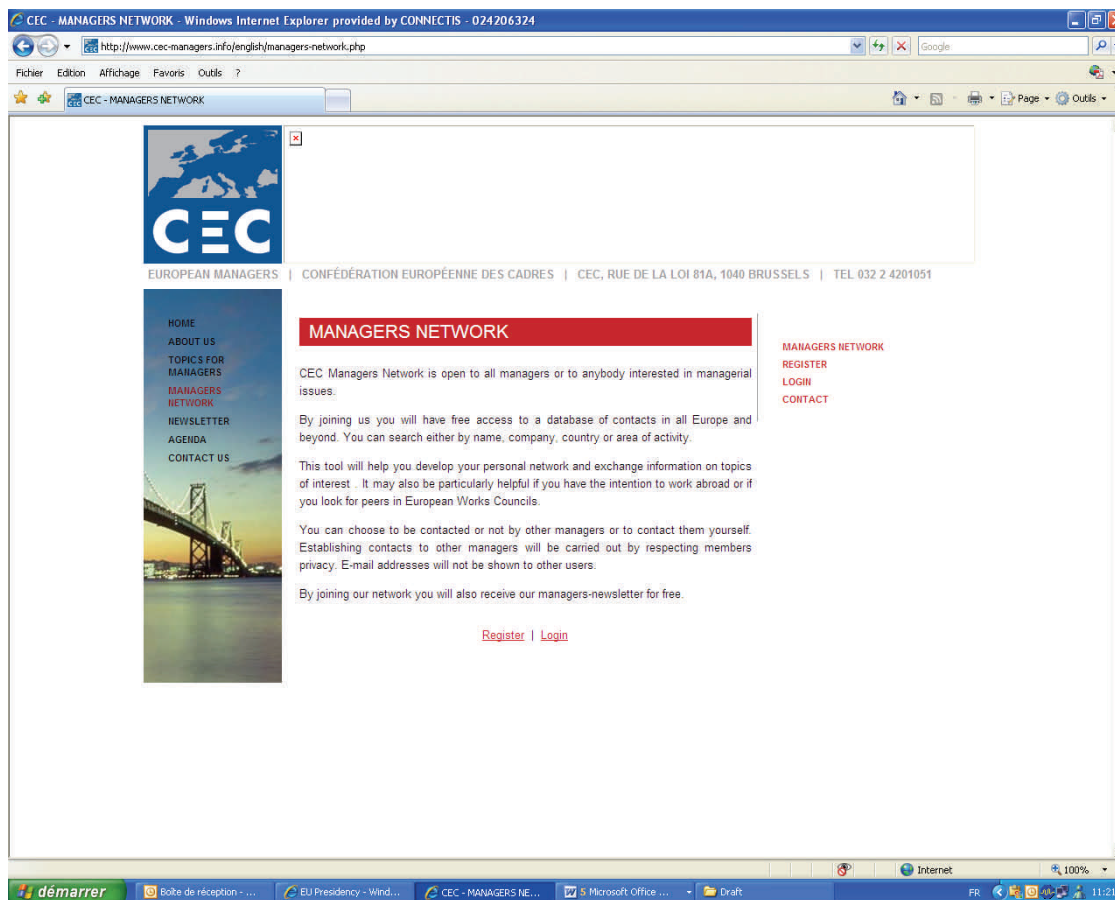 CEC - MANAGERS NETWORK - Windows Internet Explorer provided by CONNECTIS - 024206324
http://www.cec-managers.info/english/managers-network.php
Google
Fichier Edition Affichage Favoris Outils ?
CEC - MANAGERS NETWORK
Page Outils
CEC
EUROPEAN MANAGERS | CONFÉDÉRATION EUROPÉENNE DES CADRES | CEC, RUE DE LA LOI 81A, 1040 BRUSSELS | TEL 032 2 4201051
HOME
ABOUT US
TOPICS FOR
MANAGERS
MANAGERS
NETWORK
NEWSLETTER
AGENDA
CONTACT US
MANAGERS NETWORK
CEC Managers Network is open to all managers or to anybody interested in managerial
issues.
By joining us you will have free access to a database of contacts in all Europe and
beyond. You can search either by name, company, country or area of activity.
This tool will help you develop your personal network and exchange information on topics
of interest . It may also be particularly helpful if you have the intention to work abroad or if
you look for peers in European Works Councils.
You can choose to be contacted or not by other managers or to contact them yourself.
Establishing contacts to other managers will be carried out by respecting members
privacy. E-mail addresses will not be shown to other users.
By joining our network you will also receive our managers-newsletter for free.
Register | Login
MANAGERS NETWORK
REGISTER
LOGIN
CONTACT
Internet
100%
démarrer
Boîte de réception - ...
EU Presidency - Wind...
CEC - MANAGERS NE...
5 Microsoft Office ...
Draft
FR
11:21